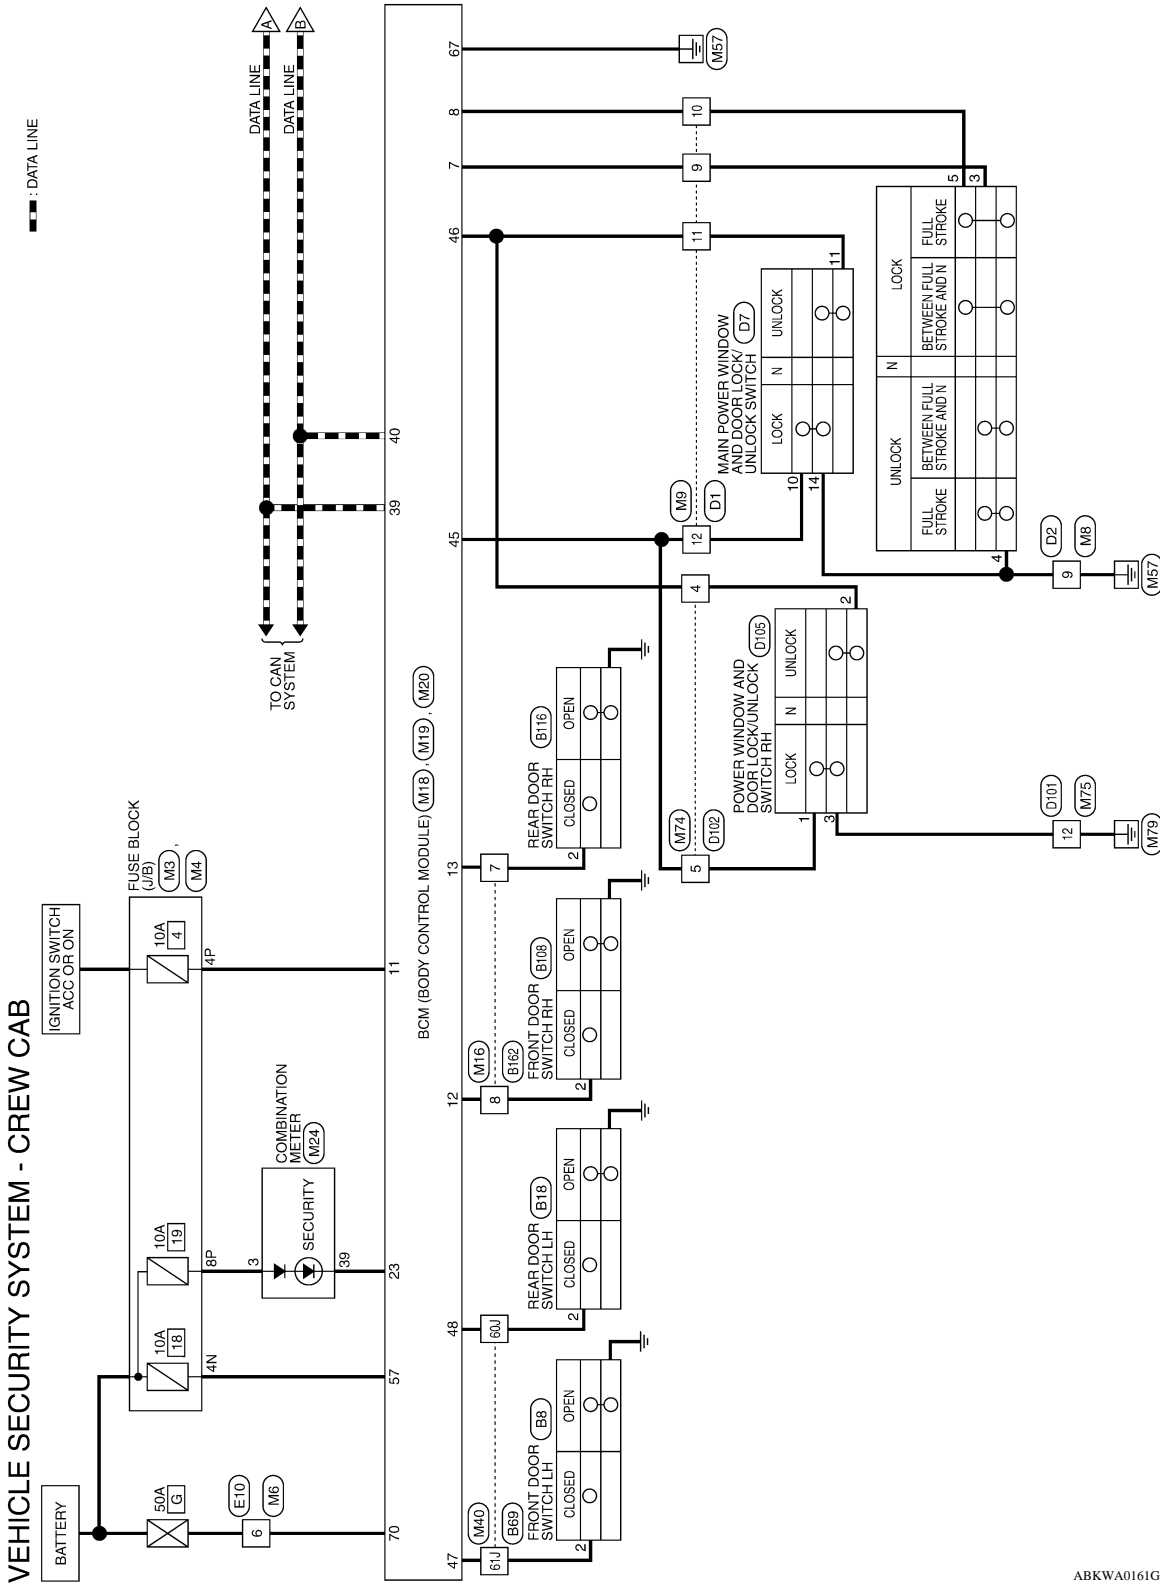 VEHICLE SECURITY SYSTEM - CREW CAB
: DATA LINE
BATTERY
IGNITION SWITCH
ACC OR ON
50A
G
E10
6
M6
10A
18
10A
19
10A
4
FUSE BLOCK
(J/B)
M3 ,
M4
4N
8P
4P
COMBINATION
METER
M24
3
SECURITY
39
TO CAN
SYSTEM
DATA LINE
DATA LINE
A
B
70
57
23
11
39
40
BCM (BODY CONTROL MODULE) M18 , M19 , M20
47
48
12
13
45
46
7
8
67
M40
61J
B69
60J
M16
8
B162
7
FRONT DOOR
SWITCH LH
B8
CLOSED
OPEN
2
REAR DOOR
SWITCH LH
B18
CLOSED
OPEN
2
FRONT DOOR
SWITCH RH
B108
CLOSED
OPEN
2
REAR DOOR
SWITCH RH
B116
CLOSED
OPEN
2
M74
5
D102
4
M9
12
D1
11
9
10
M57
POWER WINDOW AND
DOOR LOCK/UNLOCK
SWITCH RH
D105
LOCK
N
UNLOCK
1
3
2
D101
12
M75
M79
MAIN POWER WINDOW
AND DOOR LOCK/
UNLOCK SWITCH
D7
LOCK
N
UNLOCK
10
14
11
UNLOCK
N
LOCK
FULL
STROKE
BETWEEN FULL
STROKE AND N
BETWEEN FULL
STROKE AND N
FULL
STROKE
4
5
3
D2
9
M8
M57
ABKWA0161G